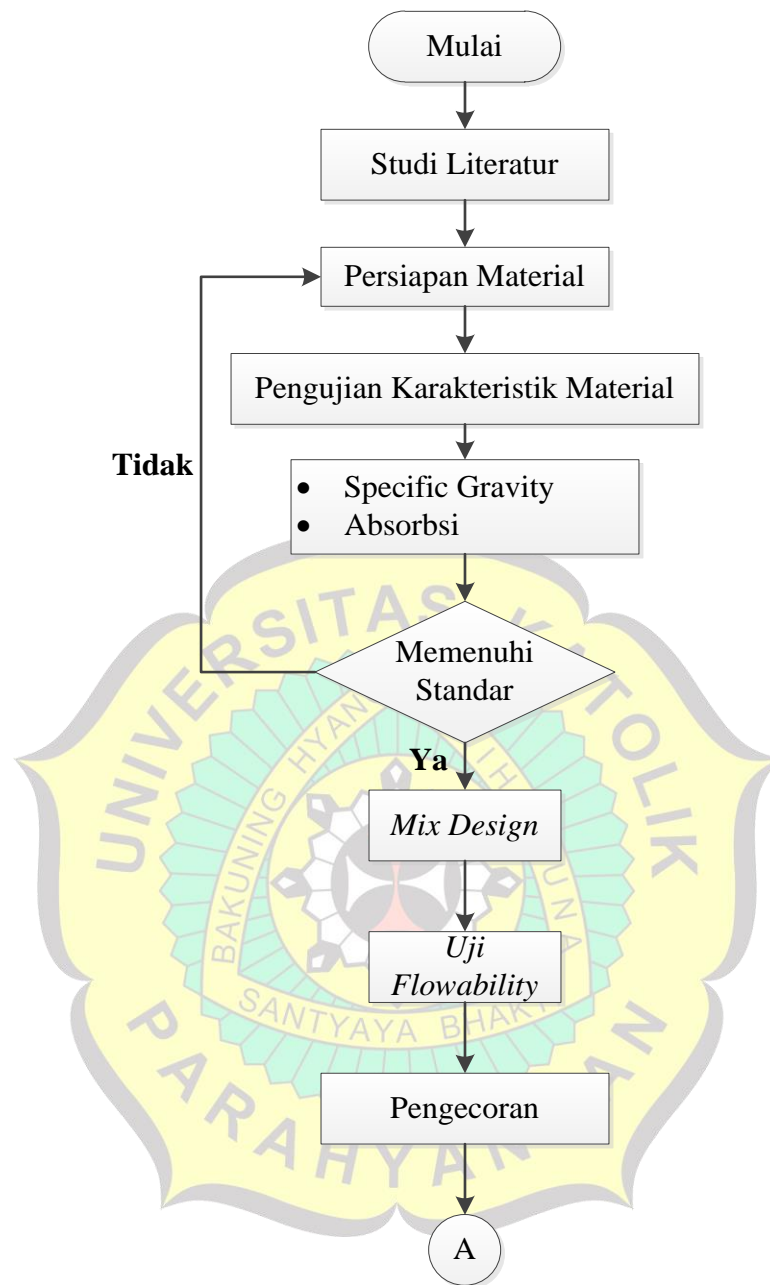 Mulai
Studi Literatur
Persiapan Material
Pengujian Karakteristik Material
Tidak
• Specific Gravity
• Absorbsi
Memenuhi
Standar
Ya
Mix Design
Uji
Flowability
Pengecoran
A
UNIVERSITAS KATOLIK
PARAHYANGAN
BAKUNING HYANG
SANTYAYA BHAKTI